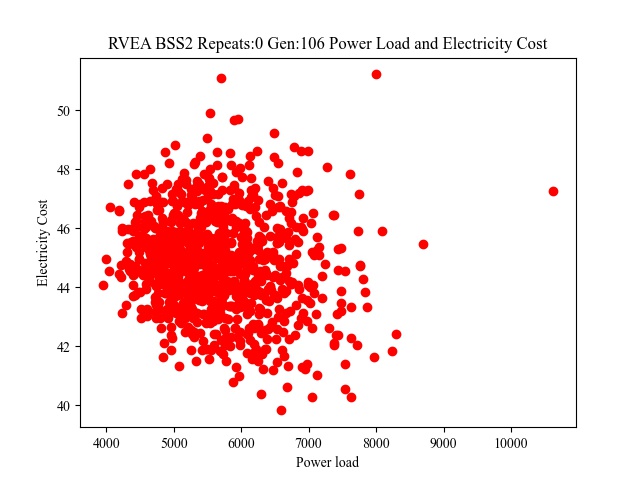 RVEA BSS2 Repeats:0 Gen:106 Power Load and Electricity Cost
Electricity Cost
50
48
46
44
42
40
4000 5000 6000 7000 8000 9000 10000
Power load